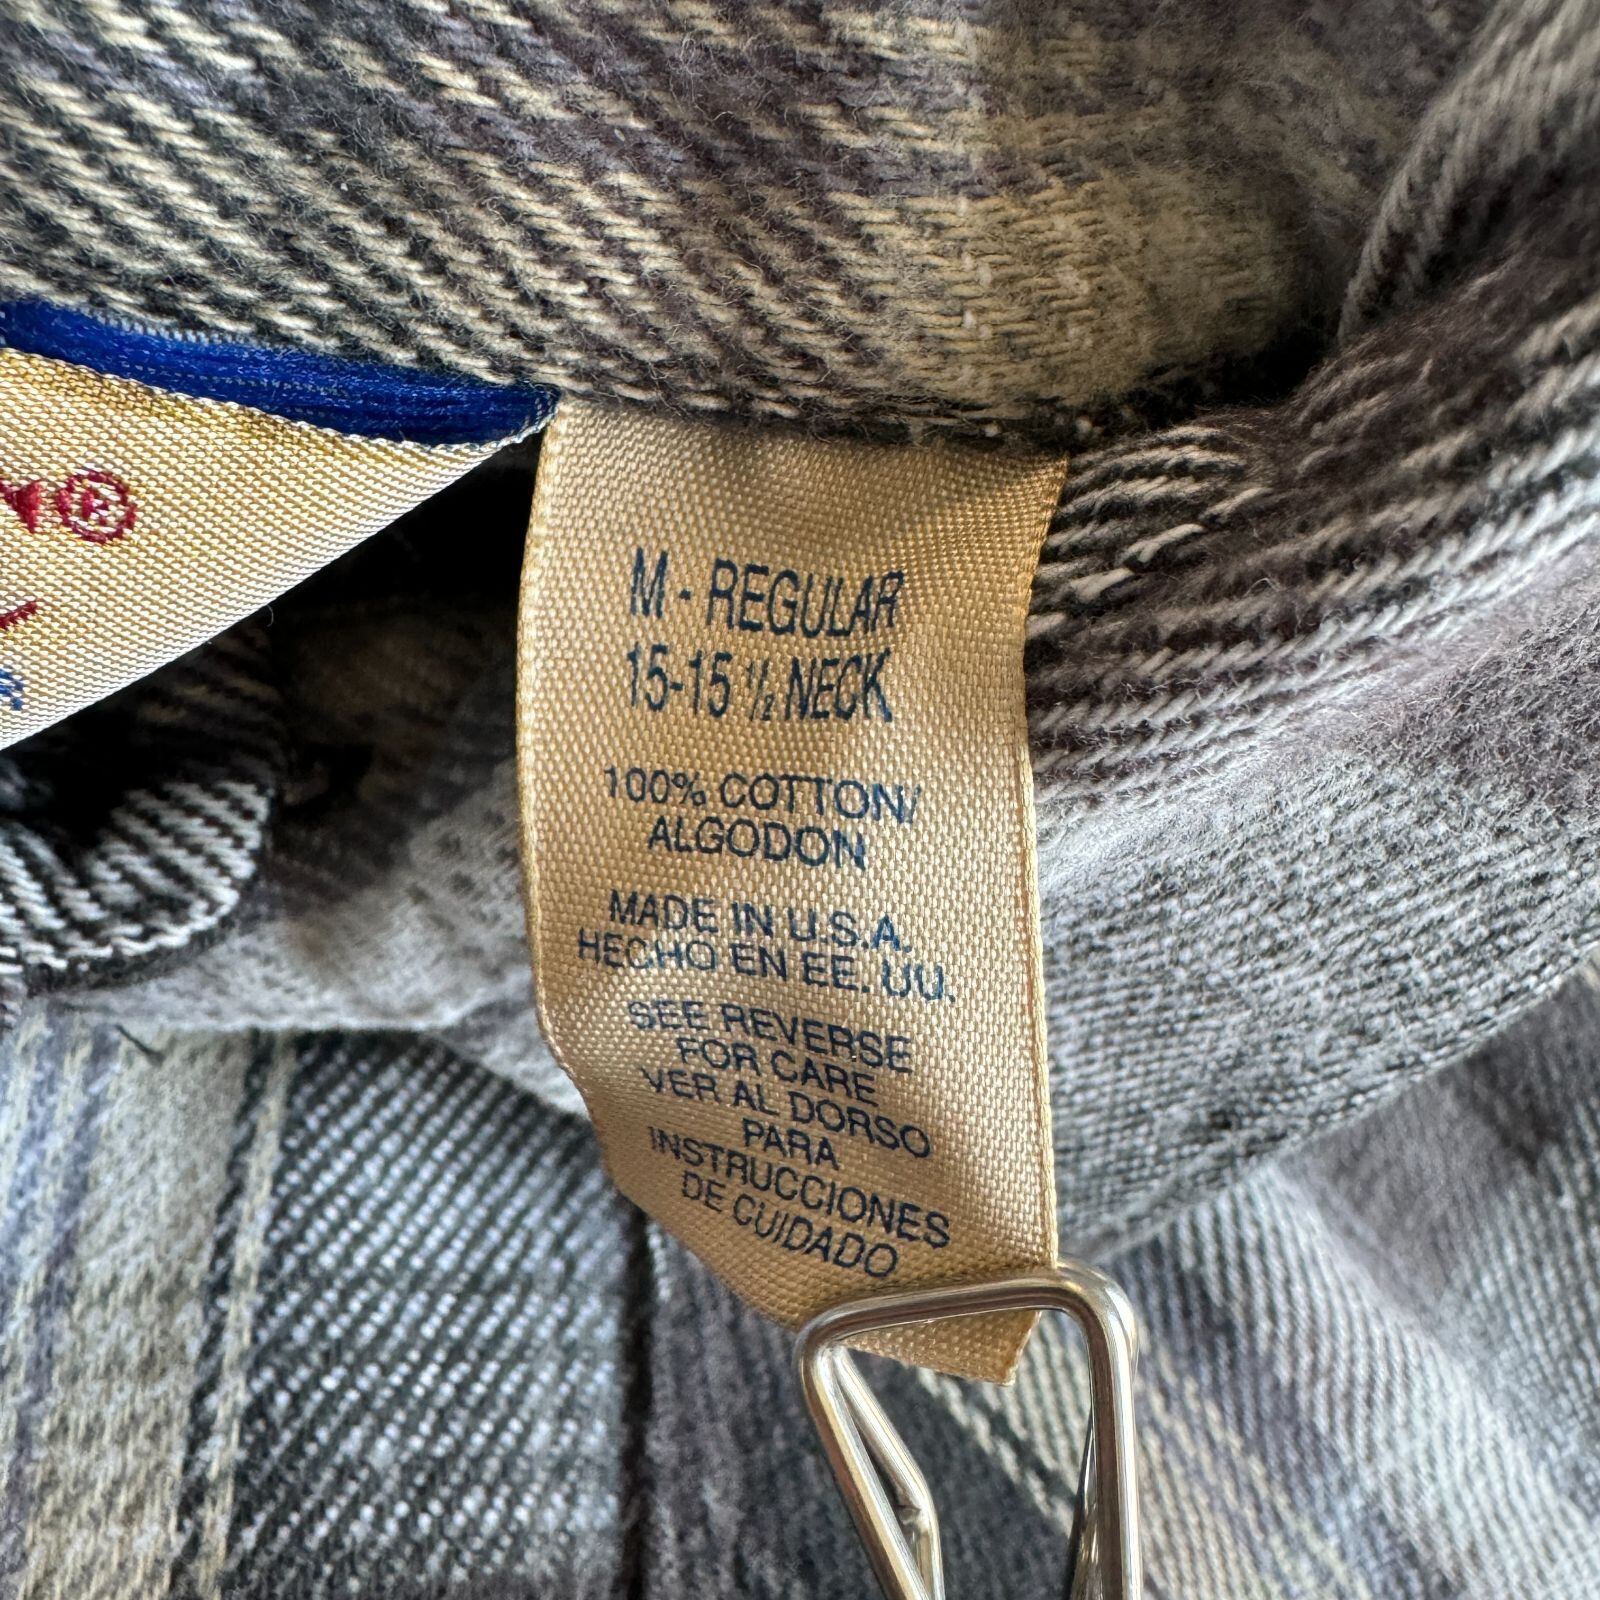 M - REGULAR
15-15 ½ NECK
100% COTTON/
ALGODON
MADE IN U.S.A.
HECHO EN EE. UU.
SEE REVERSE
FOR CARE
VER AL DORSO
PARA
INSTRUCCIONES
DE CUIDADO
M®